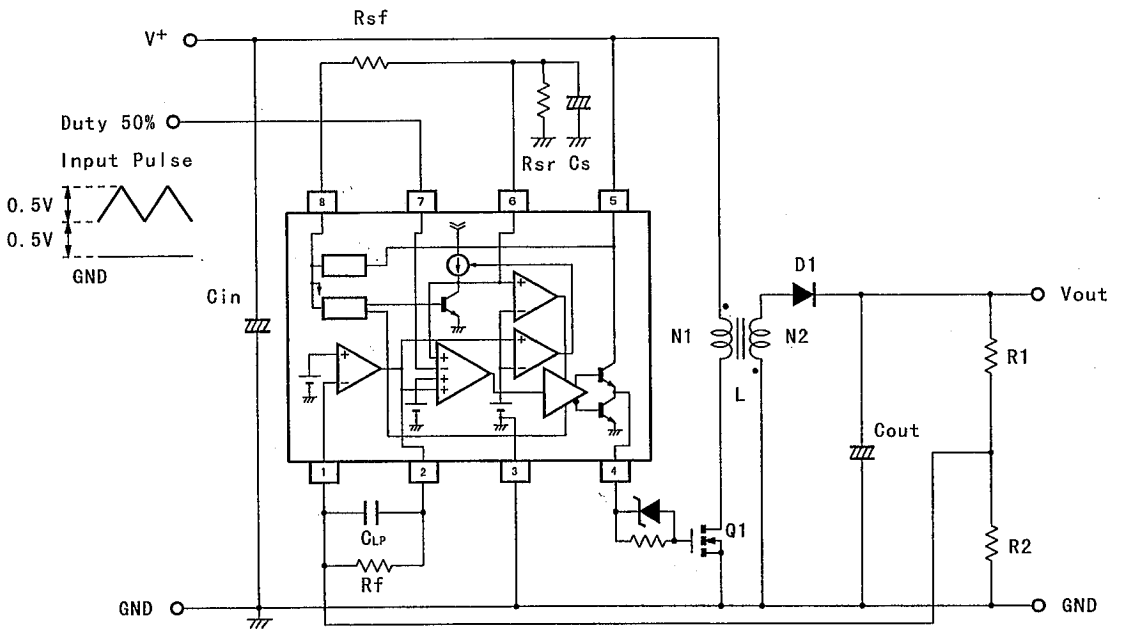 Rsf
V+
Duty 50%
Input Pulse
0.5V
0.5V
GND
Rsr Cs
8 7 6 5
Cin
D1
Vout
N1 N2
R1
L
Cout
+
−
+
−
+
+
+
−
+
−
1 2 3 4
CLP
Rf
Q1
R2
GND
GND